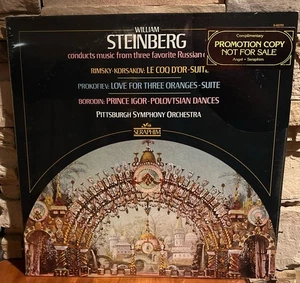 WILLIAM
STEINBERG
conducts music from three favorite Russian
RIMSKY-KORSAKOV: LE COQ D'OR-SUITE
PROKOFIEV: LOVE FOR THREE ORANGES-SUITE
BORODIN: PRINCE IGOR-POLOVTSIAN DANCES
PITTSBURGH SYMPHONY ORCHESTRA
SERAPHIM
Complimentary
PROMOTION COPY
NOT FOR SALE
Angel - Seraphim